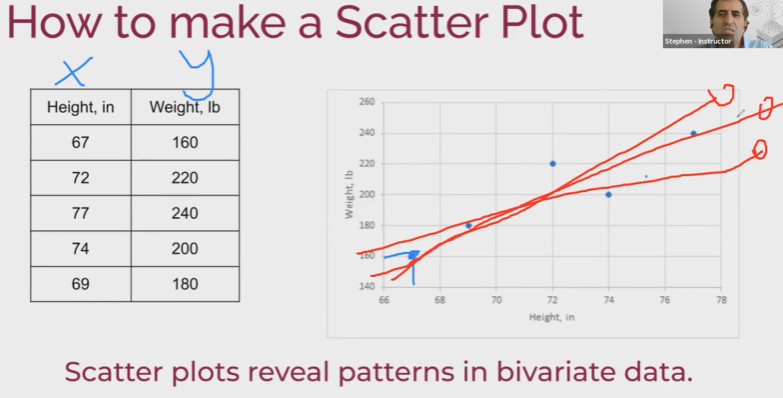 How to make a Scatter Plot
Stephen - Instructor
x y
Height, in Weight, lb
67 160
72 220
77 240
74 200
69 180
260
240
220
200
180
160
140
Weight, lb
66 68 70 72 74 76 78
Height, in
Scatter plots reveal patterns in bivariate data.